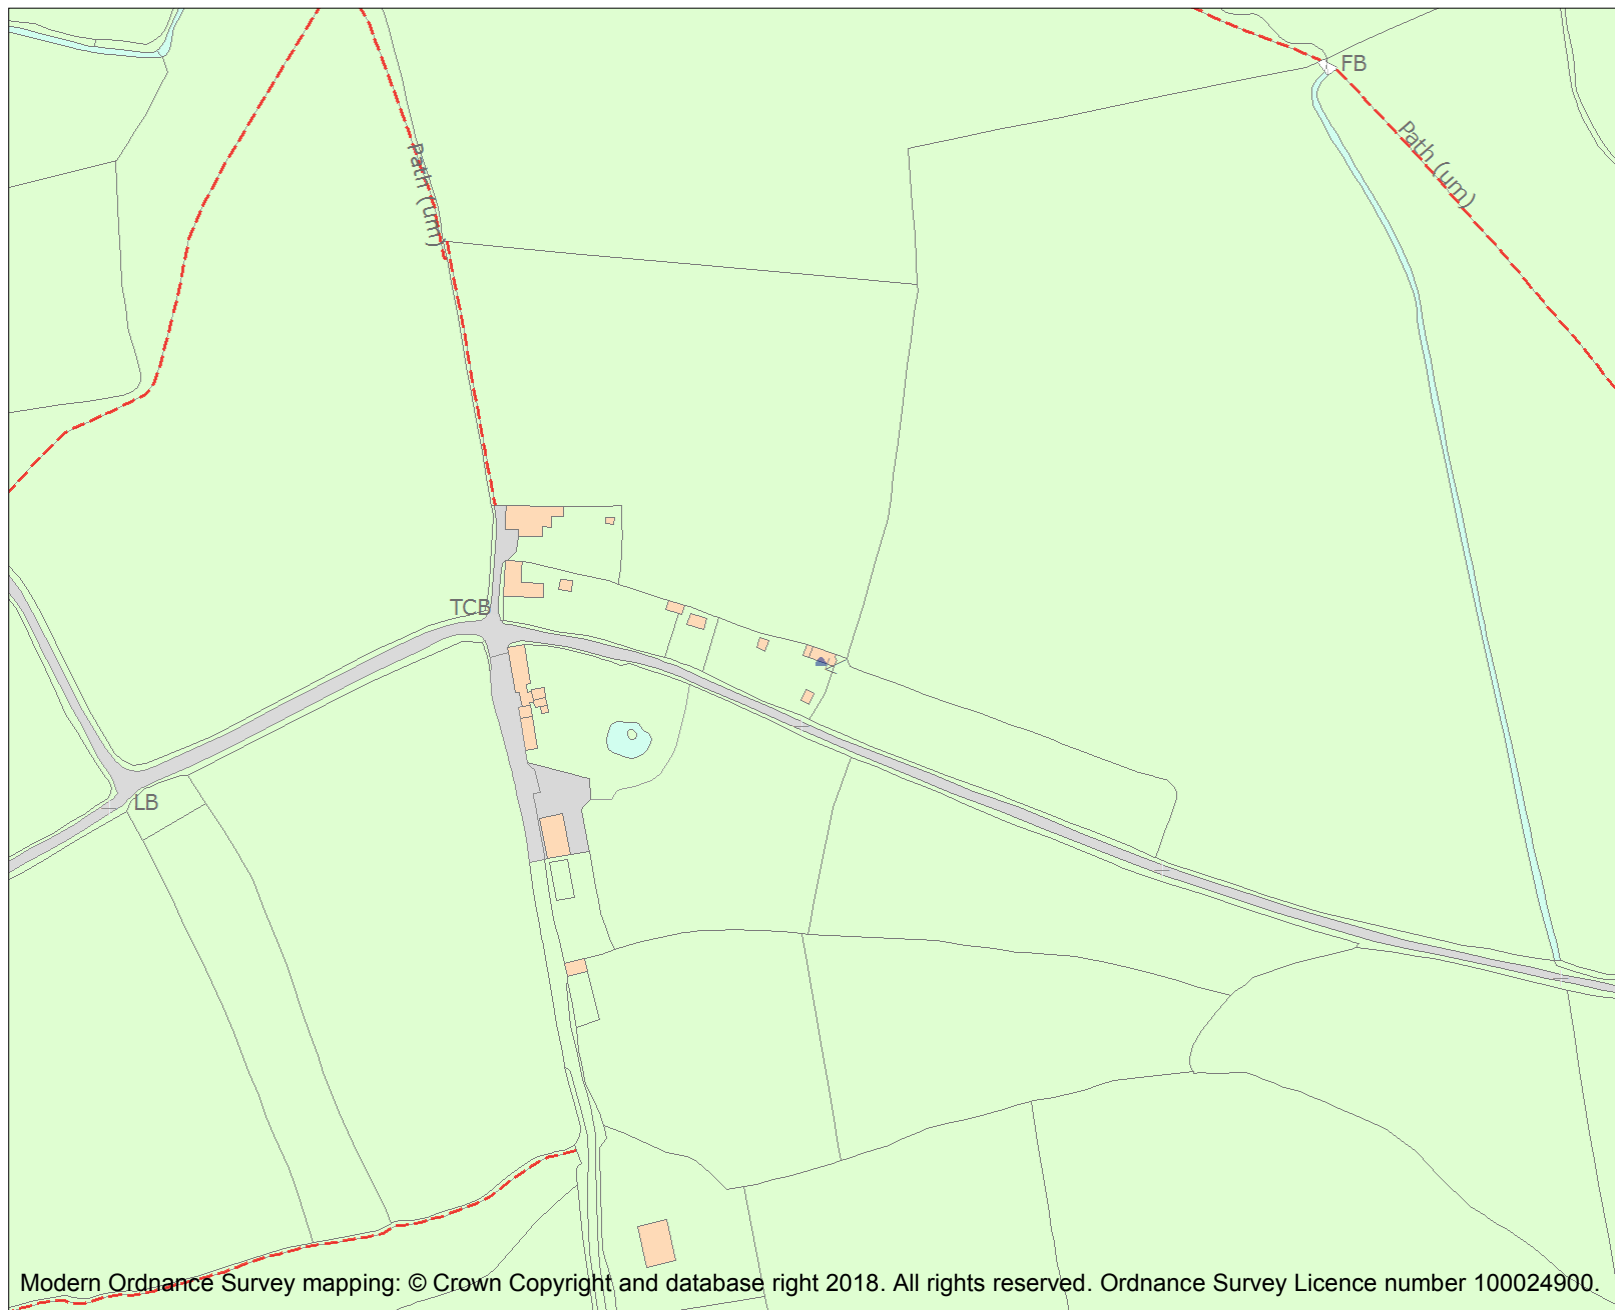 FB
Path (um)
Path (um)
TCB
LB
Modern Ordnance Survey mapping: © Crown Copyright and database right 2018. All rights reserved. Ordnance Survey Licence number 100024900.